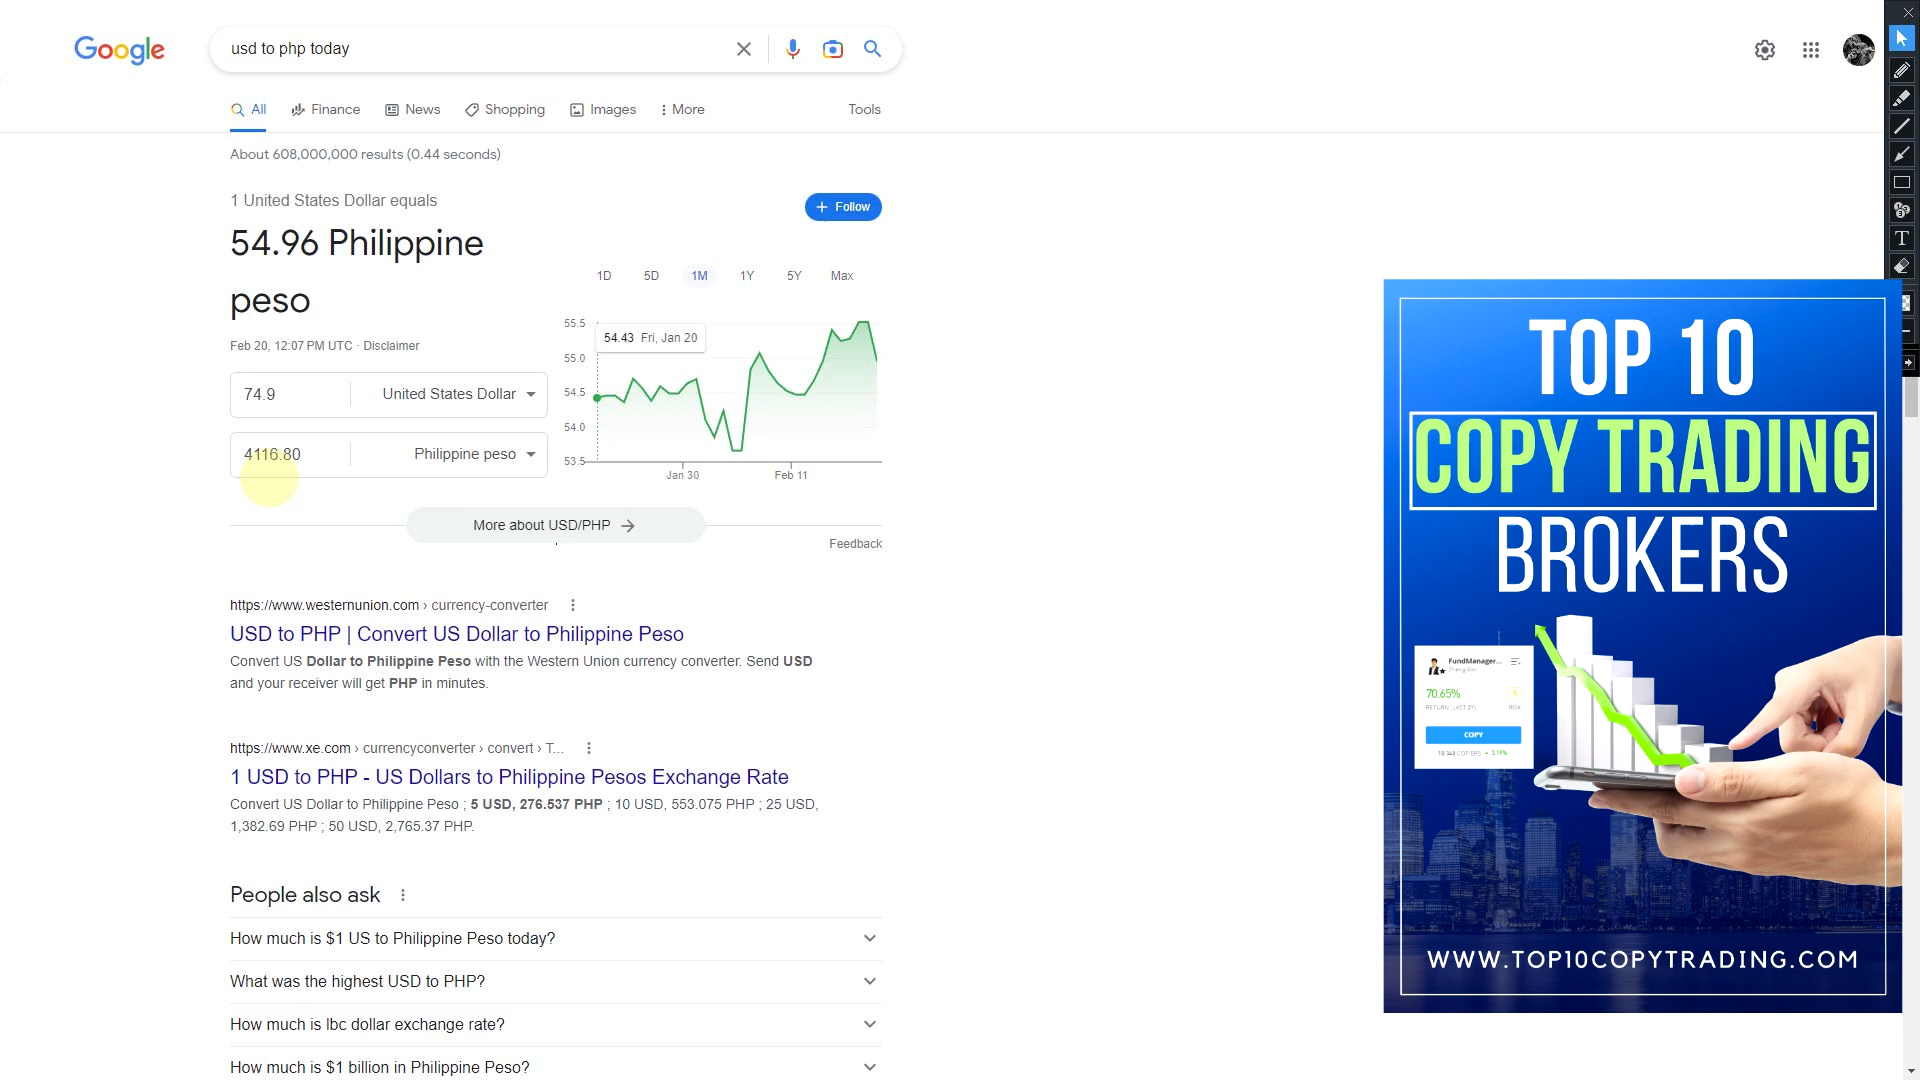 Google
usd to php today
All Finance News Shopping Images More Tools
About 608,000,000 results (0.44 seconds)
1 United States Dollar equals
+ Follow
54.96 Philippine
peso
Feb 20, 12:07 PM UTC · Disclaimer
74.9 United States Dollar
4116.80 Philippine peso
1D 5D 1M 1Y 5Y Max
54.43 Fri, Jan 20
55.5
55.0
54.5
54.0
53.5
Jan 30 Feb 11
More about USD/PHP →
Feedback
https://www.westernunion.com › currency-converter
USD to PHP | Convert US Dollar to Philippine Peso
Convert US Dollar to Philippine Peso with the Western Union currency converter. Send USD
and your receiver will get PHP in minutes.
https://www.xe.com › currencyconverter › convert › T...
1 USD to PHP - US Dollars to Philippine Pesos Exchange Rate
Convert US Dollar to Philippine Peso ; 5 USD, 276.537 PHP ; 10 USD, 553.075 PHP ; 25 USD,
1,382.69 PHP ; 50 USD, 2,765.37 PHP.
People also ask
How much is $1 US to Philippine Peso today?
What was the highest USD to PHP?
How much is lbc dollar exchange rate?
How much is $1 billion in Philippine Peso?
TOP 10
COPY TRADING
BROKERS
FundManager...
70.65%
RETURN (LAST 2Y) RISK
5
COPY
WWW.TOP10COPYTRADING.COM
T